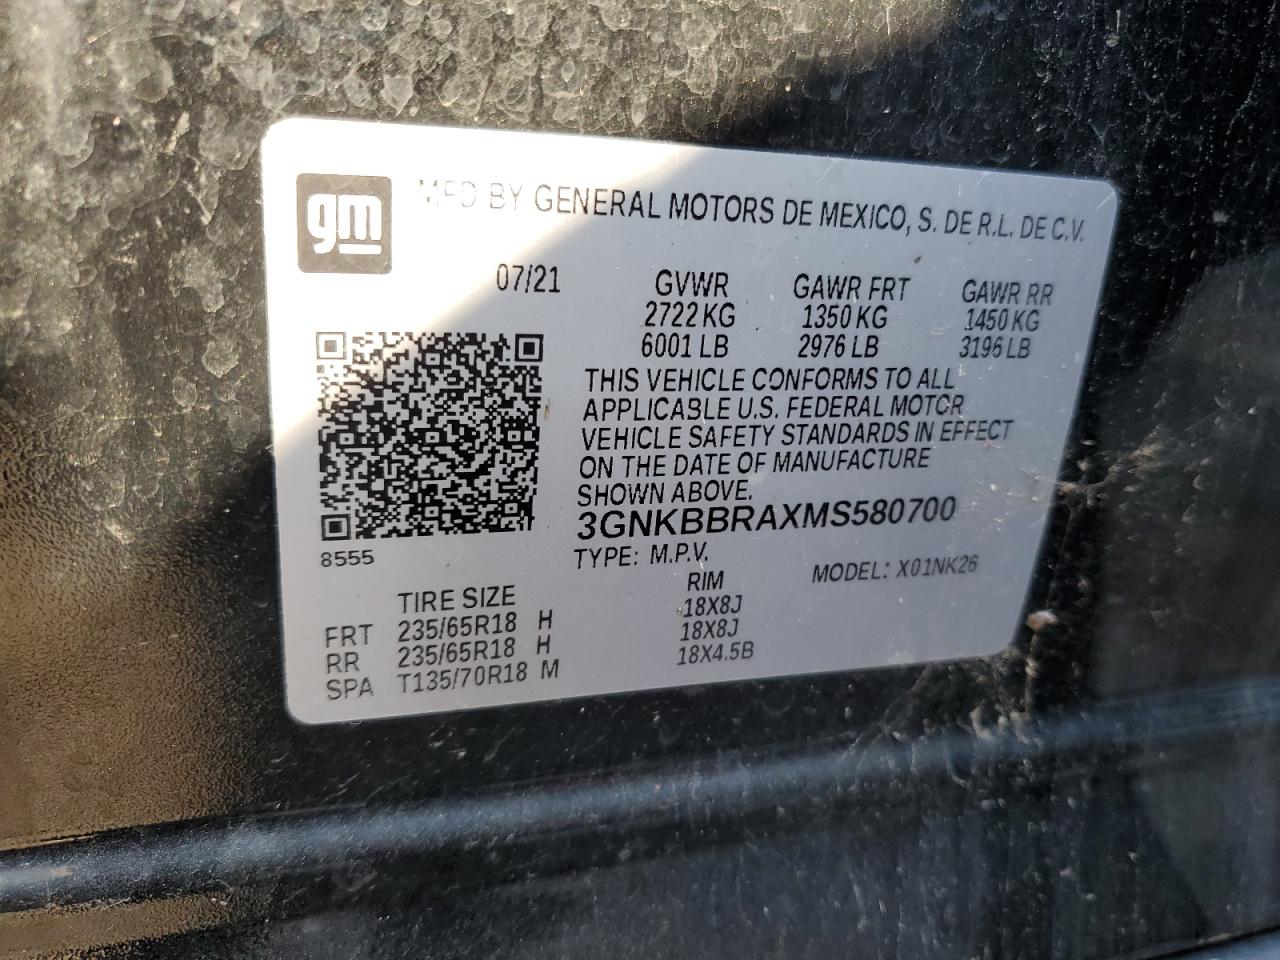 gm
MFD BY GENERAL MOTORS DE MEXICO, S. DE R.L. DE C.V.
07/21 GVWR GAWR FRT GAWR RR
2722 KG 1350 KG 1450 KG
6001 LB 2976 LB 3196 LB
THIS VEHICLE CONFORMS TO ALL
APPLICABLE U.S. FEDERAL MOTOR
VEHICLE SAFETY STANDARDS IN EFFECT
ON THE DATE OF MANUFACTURE
SHOWN ABOVE.
3GNKBBRAXMS580700
8555 TYPE: M.P.V. MODEL: X01NK26
TIRE SIZE RIM
FRT 235/65R18 H 18X8J
RR 235/65R18 H 18X8J
SPA T135/70R18 M 18X4.5B